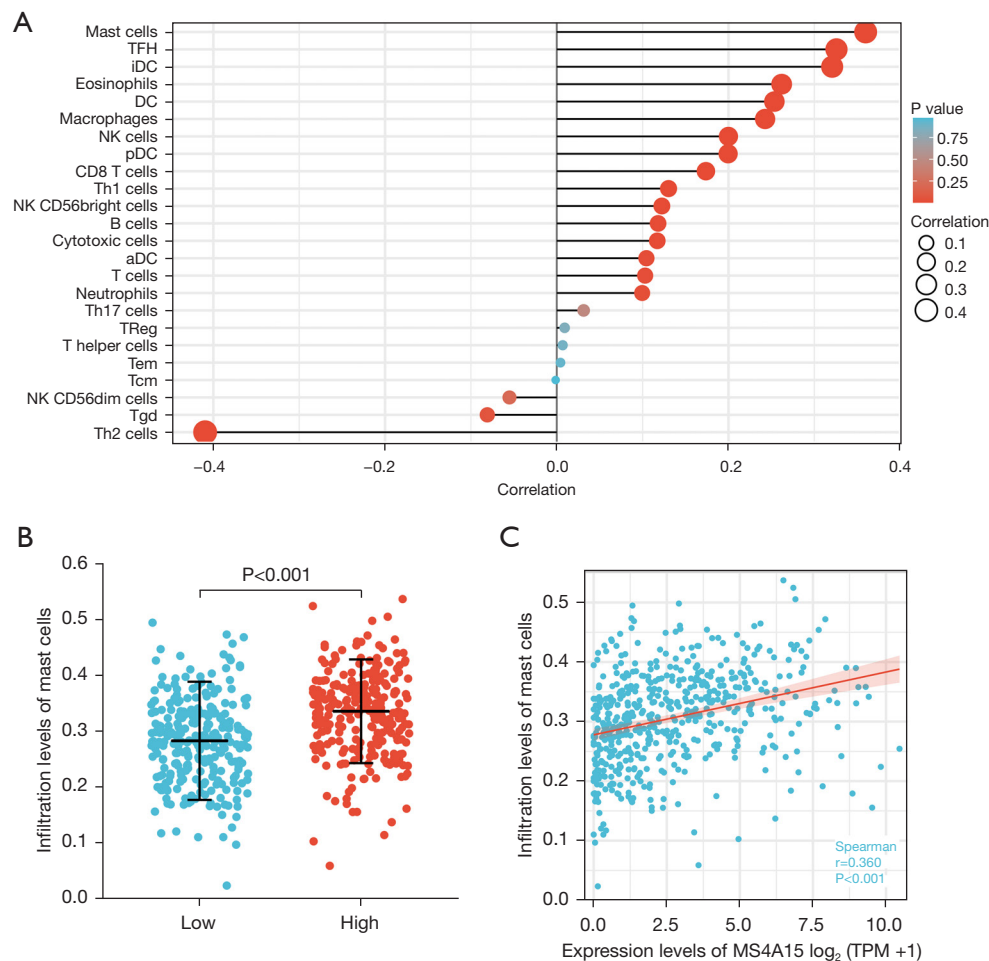 A
Mast cells
TFH
iDC
Eosinophils
DC
Macrophages
NK cells
pDC
CD8 T cells
Th1 cells
NK CD56bright cells
B cells
Cytotoxic cells
aDC
T cells
Neutrophils
Th17 cells
TReg
T helper cells
Tem
Tcm
NK CD56dim cells
Tgd
Th2 cells
−0.4 −0.2 0.0 0.2 0.4
Correlation
P value
0.75
0.50
0.25
Correlation
0.1
0.2
0.3
0.4
B
Infiltration levels of mast cells
0.6
0.5
0.4
0.3
0.2
0.1
0.0
P<0.001
Low High
C
Infiltration levels of mast cells
0.5
0.4
0.3
0.2
0.1
0.0
Spearman
r=0.360
P<0.001
0.0 2.5 5.0 7.5 10.0
Expression levels of MS4A15 log₂ (TPM +1)